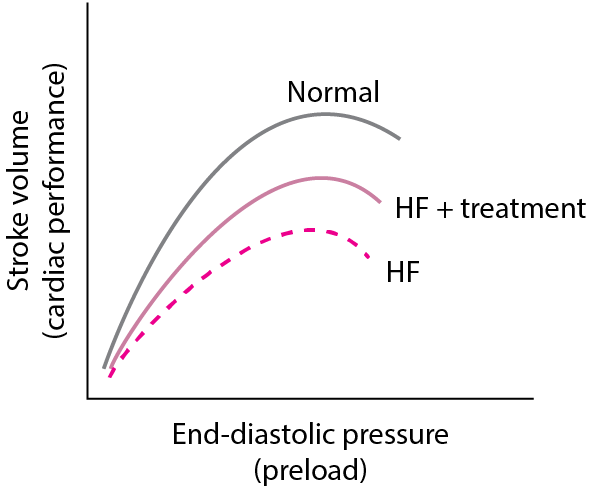 Stroke volume
(cardiac performance)
Normal
HF + treatment
HF
End-diastolic pressure
(preload)